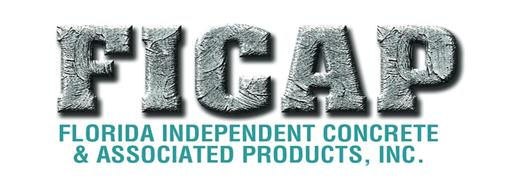 FICAP
FLORIDA INDEPENDENT CONCRETE
& ASSOCIATED PRODUCTS, INC.